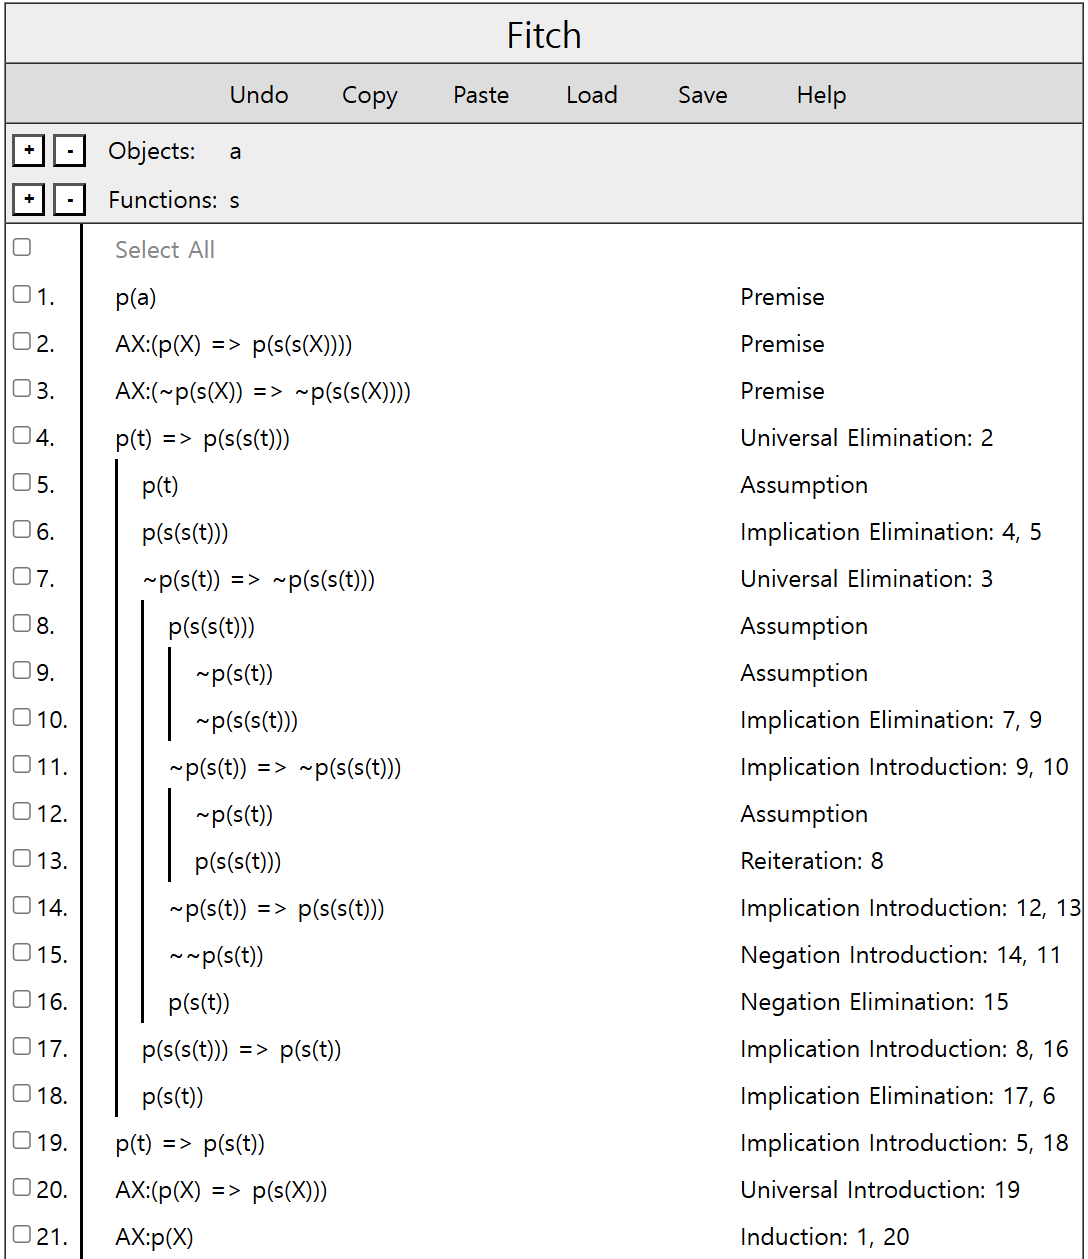 Fitch
Undo Copy Paste Load Save Help
+ - Objects: a
+ - Functions: s
Select All
1. p(a) Premise
2. AX:(p(X) => p(s(s(X)))) Premise
3. AX:(~p(s(X)) => ~p(s(s(X)))) Premise
4. p(t) => p(s(s(t))) Universal Elimination: 2
5. p(t) Assumption
6. p(s(s(t))) Implication Elimination: 4, 5
7. ~p(s(t)) => ~p(s(s(t))) Universal Elimination: 3
8. p(s(s(t))) Assumption
9. ~p(s(t)) Assumption
10. ~p(s(s(t))) Implication Elimination: 7, 9
11. ~p(s(t)) => ~p(s(s(t))) Implication Introduction: 9, 10
12. ~p(s(t)) Assumption
13. p(s(s(t))) Reiteration: 8
14. ~p(s(t)) => p(s(s(t))) Implication Introduction: 12, 13
15. ~~p(s(t)) Negation Introduction: 14, 11
16. p(s(t)) Negation Elimination: 15
17. p(s(s(t))) => p(s(t)) Implication Introduction: 8, 16
18. p(s(t)) Implication Elimination: 17, 6
19. p(t) => p(s(t)) Implication Introduction: 5, 18
20. AX:(p(X) => p(s(X))) Universal Introduction: 19
21. AX:p(X) Induction: 1, 20